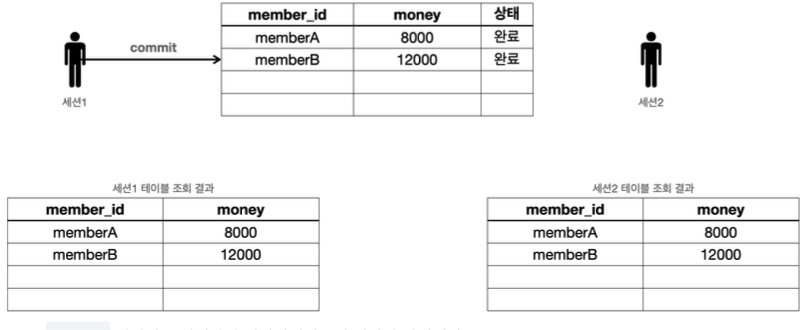 member_id money 상태
memberA 8000 완료
commit
memberB 12000 완료
세션1
세션2
세션1 테이블 조회 결과
member_id money
memberA 8000
memberB 12000
세션2 테이블 조회 결과
member_id money
memberA 8000
memberB 12000